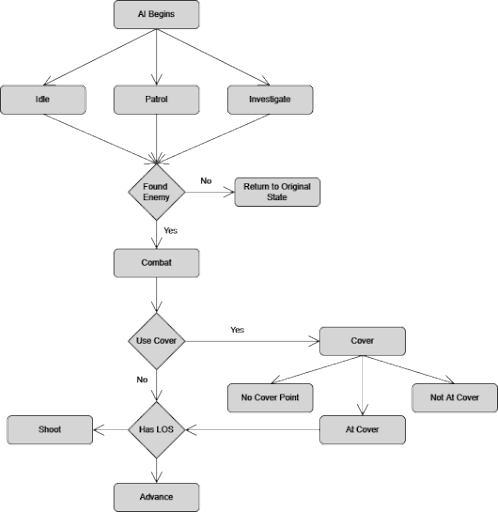 AI Begins
Idle
Patrol
Investigate
Found
Enemy
No
Return to Original
State
Yes
Combat
Use Cover
Yes
Cover
No
No Cover Point
Not At Cover
Shoot
Has LOS
At Cover
Advance